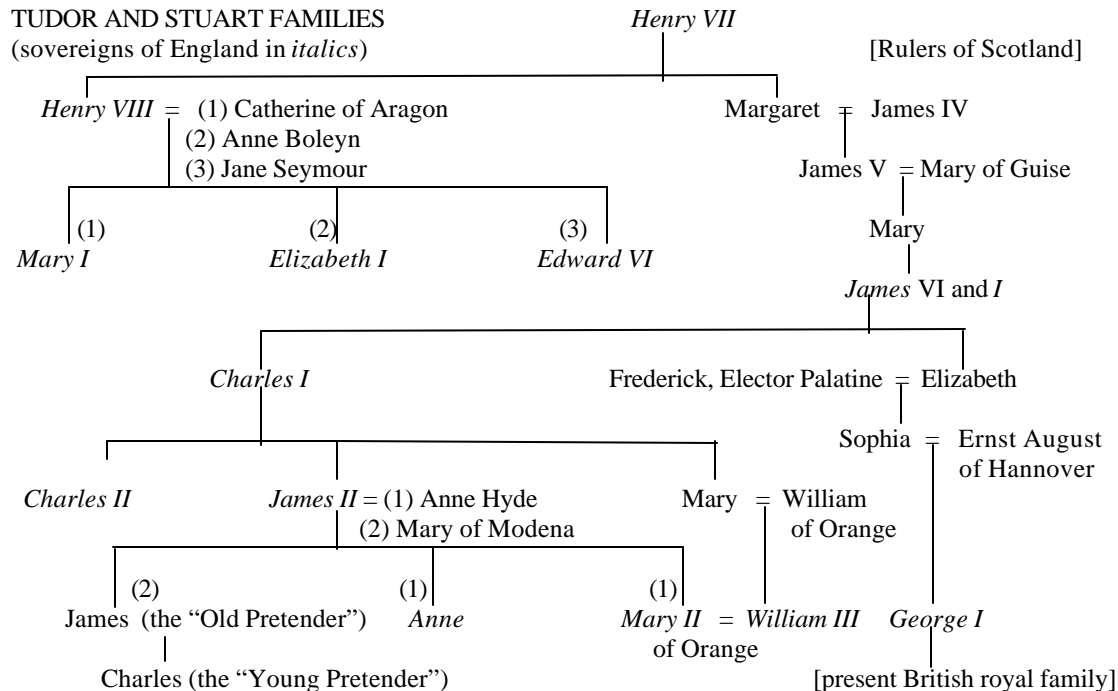 TUDOR AND STUART FAMILIES Henry VII
(sovereigns of England in italics) [Rulers of Scotland]
Henry VIII = (1) Catherine of Aragon Margaret = James IV
(2) Anne Boleyn
(3) Jane Seymour James V = Mary of Guise
(1) (2) (3) Mary
Mary I Elizabeth I Edward VI
James VI and I
Charles I Frederick, Elector Palatine = Elizabeth
Sophia = Ernst August
of Hannover
Charles II James II = (1) Anne Hyde Mary = William
(2) Mary of Modena of Orange
(2) (1) (1)
James (the “Old Pretender”) Anne Mary II = William III George I
of Orange
Charles (the “Young Pretender”) [present British royal family]